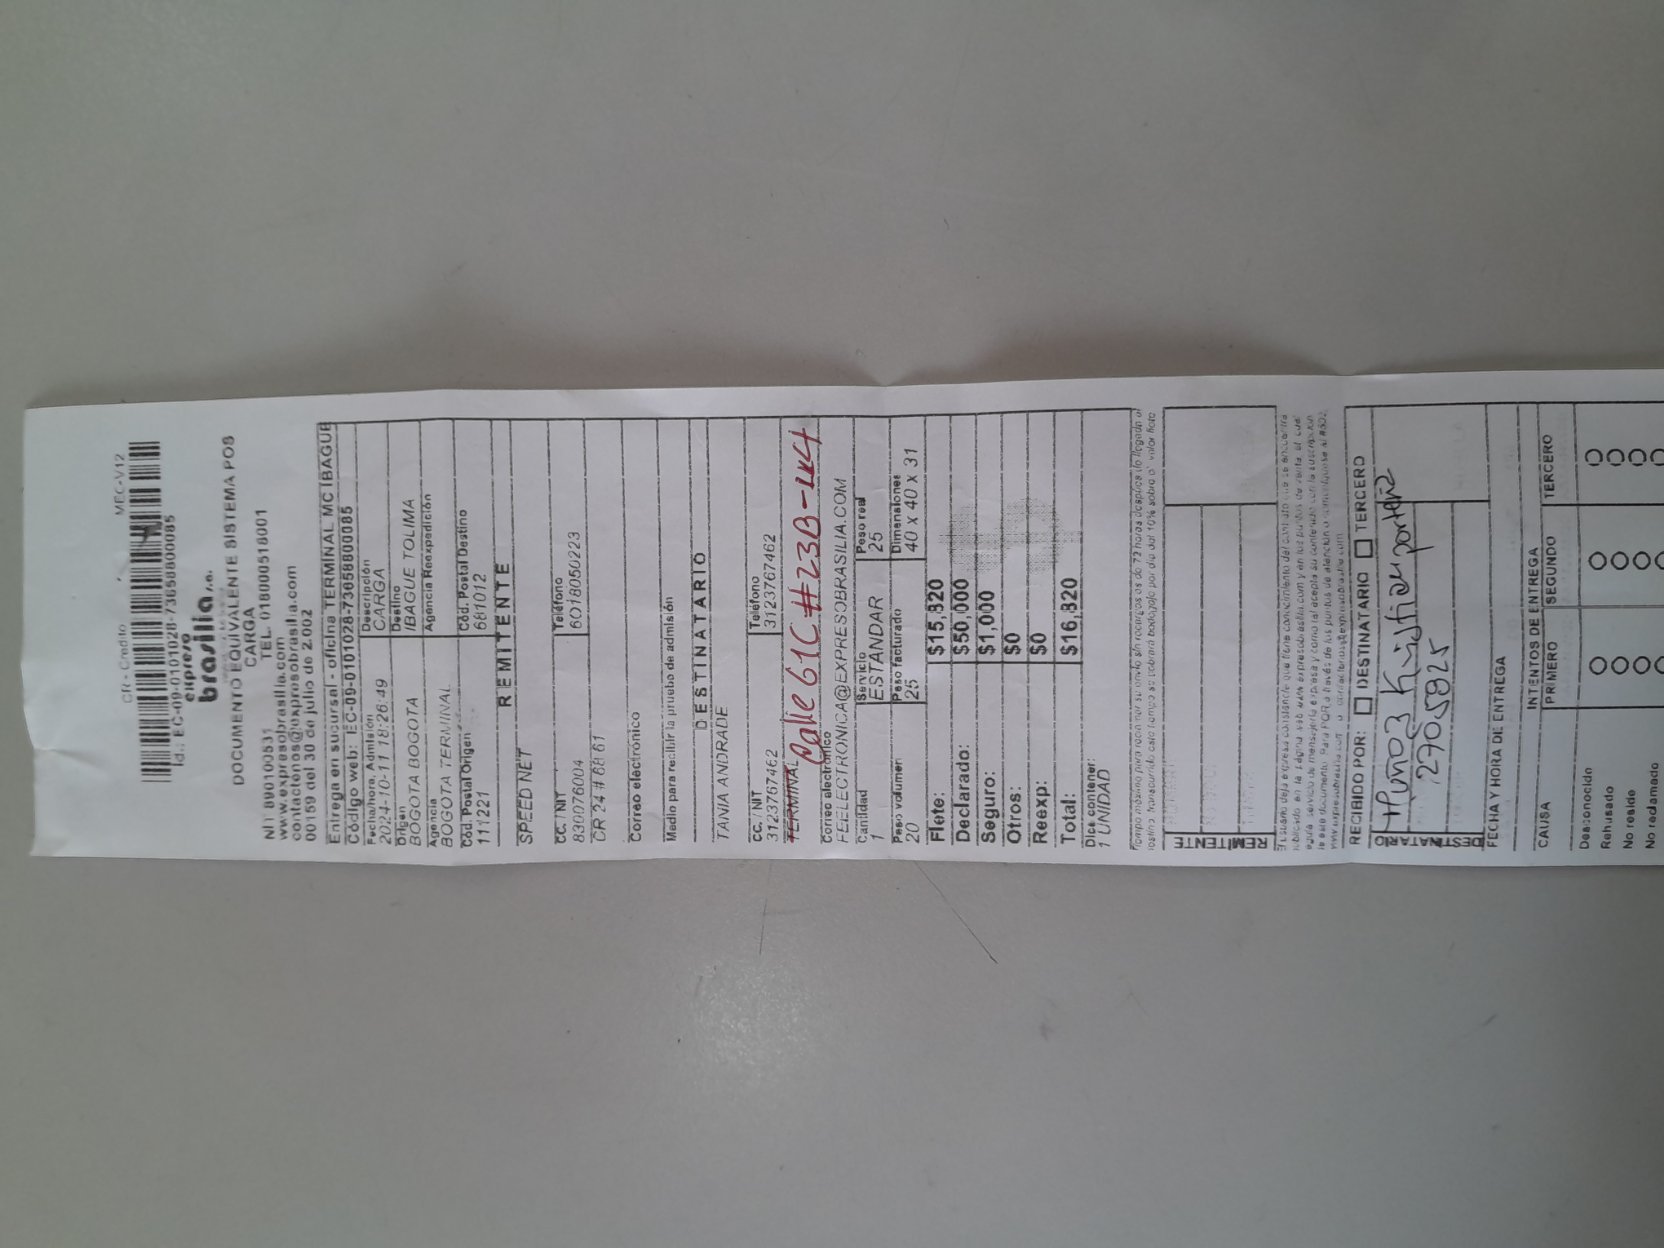 CR - Credito MEC-V12
Id.: EC-09-0101028-73658800085
expreso
brasilia s.a.
DOCUMENTO EQUIVALENTE SISTEMA POS
CARGA
NIT 890100531 TEL. 018000518001
www.expresobrasilia.com
contactenos@expresobrasilia.com
00159 del 30 de julio de 2.002
Entrega en sucursal - oficina TERMINAL MC IBAGUE
Código web: EC-09-0101028-73658800085
Fecha/hora. Admisión Descripción
2024-10-11 18:26:49 CARGA
Origen Destino
BOGOTA BOGOTA IBAGUE TOLIMA
Agencia Agencia Reexpedición
BOGOTA TERMINAL
Cód. Postal Origen Cód. Postal Destino
111221 681012
REMITENTE
SPEED NET
CC. / NIT Teléfono
830076004 6018050223
CR 24 # 68 61
Correo electrónico
Medio para recibir la prueba de admisión
DESTINATARIO
TANIA ANDRADE
CC. / NIT Teléfono
3123767462 3123767462
TERMINAL Calle 61C #23B-44
Correo electrónico
FEELECTRONICA@EXPRESOBRASILIA.COM
Cantidad Servicio Peso real
1 ESTANDAR 25
Peso volumen Peso facturado Dimensiones
20 25 40 x 40 x 31
Flete: $15,820
Declarado: $50,000
Seguro: $1,000
Otros: $0
Reexp: $0
Total: $16,820
Dice contener:
1 UNIDAD
REMITENTE
RECIBIDO POR: DESTINATARIO TERCERO
DESTINATARIO
Munoz Kristian
27058925
FECHA Y HORA DE ENTREGA
INTENTOS DE ENTREGA
CAUSA PRIMERO SEGUNDO TERCERO
Desconocido
Rehusado
No reside
No reclamado